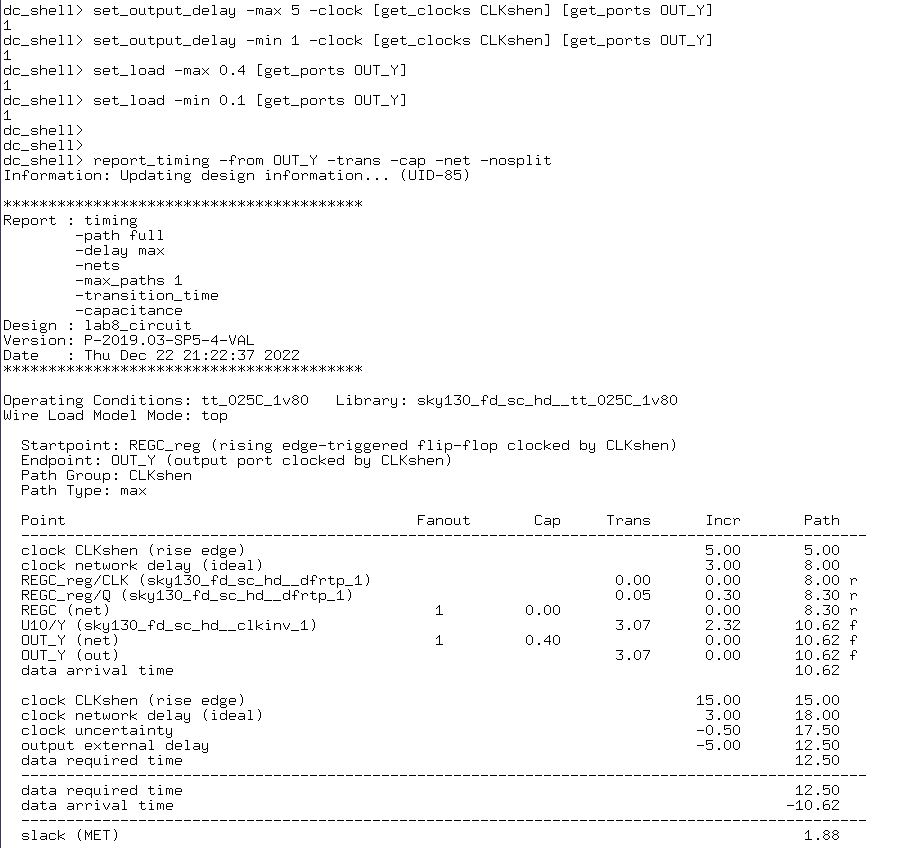 dc_shell> set_output_delay -max 5 -clock [get_clocks CLKshen] [get_ports OUT_Y]
1
dc_shell> set_output_delay -min 1 -clock [get_clocks CLKshen] [get_ports OUT_Y]
1
dc_shell> set_load -max 0.4 [get_ports OUT_Y]
1
dc_shell> set_load -min 0.1 [get_ports OUT_Y]
1
dc_shell>
dc_shell>
dc_shell> report_timing -from OUT_Y -trans -cap -net -nosplit
Information: Updating design information... (UID-85)

****************************************
Report : timing
        -path full
        -delay max
        -nets
        -max_paths 1
        -transition_time
        -capacitance
Design : lab8_circuit
Version: P-2019.03-SP5-4-VAL
Date   : Thu Dec 22 21:22:37 2022
****************************************

Operating Conditions: tt_025C_1v80   Library: sky130_fd_sc_hd__tt_025C_1v80
Wire Load Model Mode: top

  Startpoint: REGC_reg (rising edge-triggered flip-flop clocked by CLKshen)
  Endpoint: OUT_Y (output port clocked by CLKshen)
  Path Group: CLKshen
  Path Type: max

  Point                                       Fanout       Cap     Trans      Incr       Path
  ----------------------------------------------------------------------------------------------
  clock CLKshen (rise edge)                                                   5.00       5.00
  clock network delay (ideal)                                                 3.00       8.00
  REGC_reg/CLK (sky130_fd_sc_hd__dfrtp_1)                           0.00      0.00       8.00 r
  REGC_reg/Q (sky130_fd_sc_hd__dfrtp_1)                             0.05      0.30       8.30 r
  REGC (net)                                    1         0.00                0.00       8.30 r
  U10/Y (sky130_fd_sc_hd__clkinv_1)                                 3.07      2.32      10.62 f
  OUT_Y (net)                                   1         0.40                0.00      10.62 f
  OUT_Y (out)                                                       3.07      0.00      10.62 f
  data arrival time                                                                     10.62

  clock CLKshen (rise edge)                                                  15.00      15.00
  clock network delay (ideal)                                                 3.00      18.00
  clock uncertainty                                                          -0.50      17.50
  output external delay                                                      -5.00      12.50
  data required time                                                                    12.50
  ----------------------------------------------------------------------------------------------
  data required time                                                                    12.50
  data arrival time                                                                    -10.62
  ----------------------------------------------------------------------------------------------
  slack (MET)                                                                            1.88